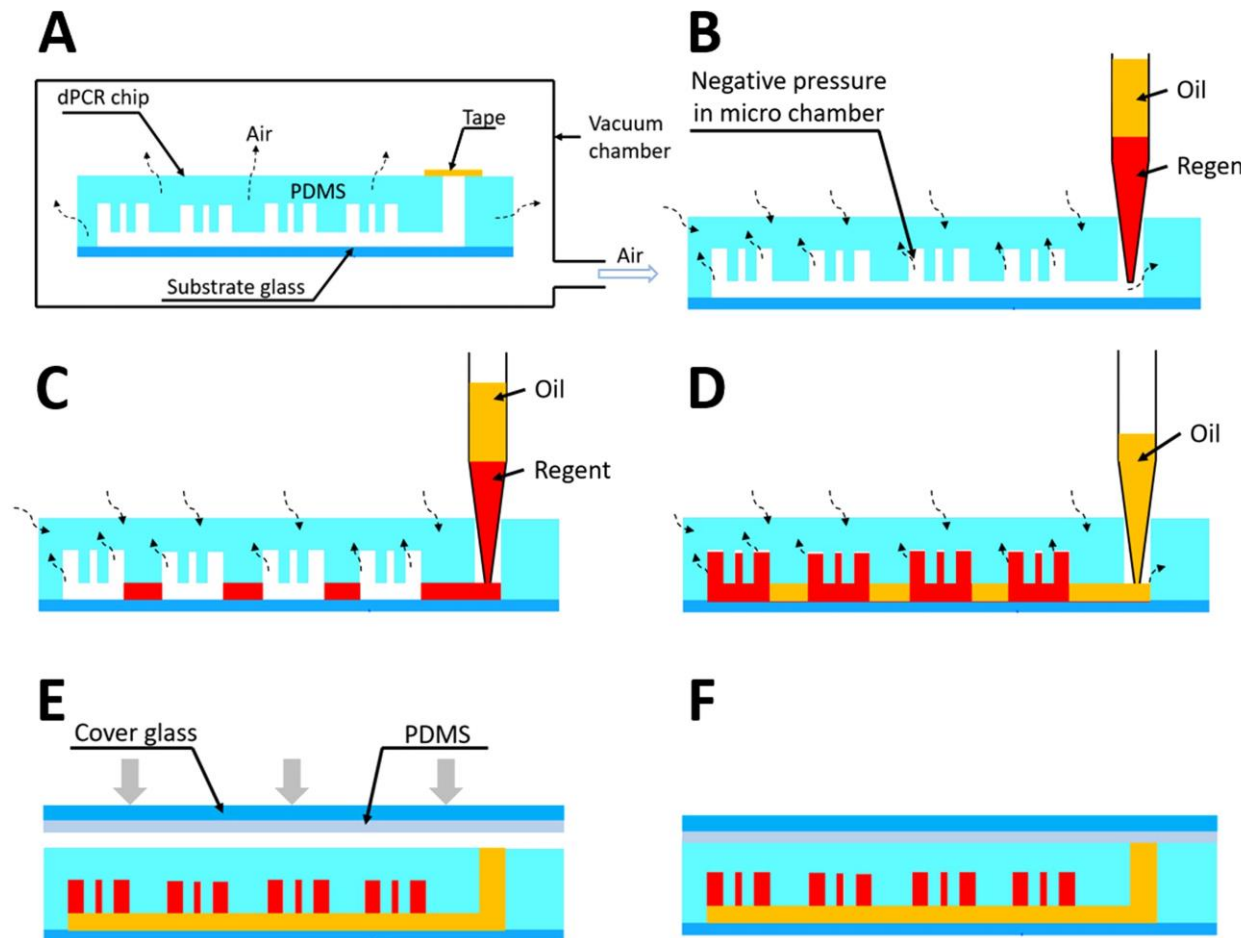 A
dPCR chip
Air
Tape
PDMS
Vacuum
chamber
Substrate glass
Air
B
Negative pressure
in micro chamber
Oil
Regen
C
Oil
Regent
D
Oil
E
Cover glass
PDMS
F